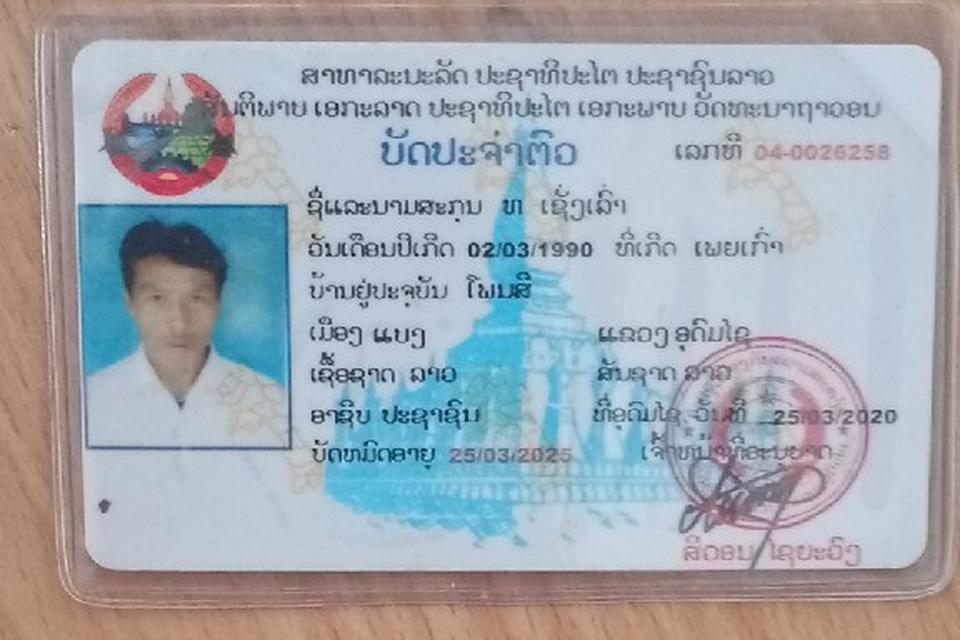 ສາທາລະນະລັດ ປະຊາທິປະໄຕ ປະຊາຊົນລາວ
ສັນຕິພາບ ເອກະລາດ ປະຊາທິປະໄຕ ເອກະພາບ ວັດທະນາຖາວອນ
ບັດປະຈຳຕົວ ເລກທີ 04-0026258
ຊື່ແລະນາມສະກຸນ ທ ເຊັ່ງເລົ່າ
ວັນເດືອນປີເກີດ 02/03/1990 ທີ່ເກີດ ເພຍເກົ່າ
ບ້ານຢູ່ປະຈຸບັນ ໂພນສີ
ເມືອງ ແບງ ແຂວງ ອຸດົມໄຊ
ເຊື້ອຊາດ ລາວ ສັນຊາດ ລາວ
ອາຊີບ ປະຊາຊົນ ທີ່ອຸດົມໄຊ ວັນທີ 25/03/2020
ບັດຫມົດອາຍຸ 25/03/2025 ເຈົ້າຫນ້າທີ່ອະນຸຍາດ
ສີດອນ ໄຊຍະວົງ